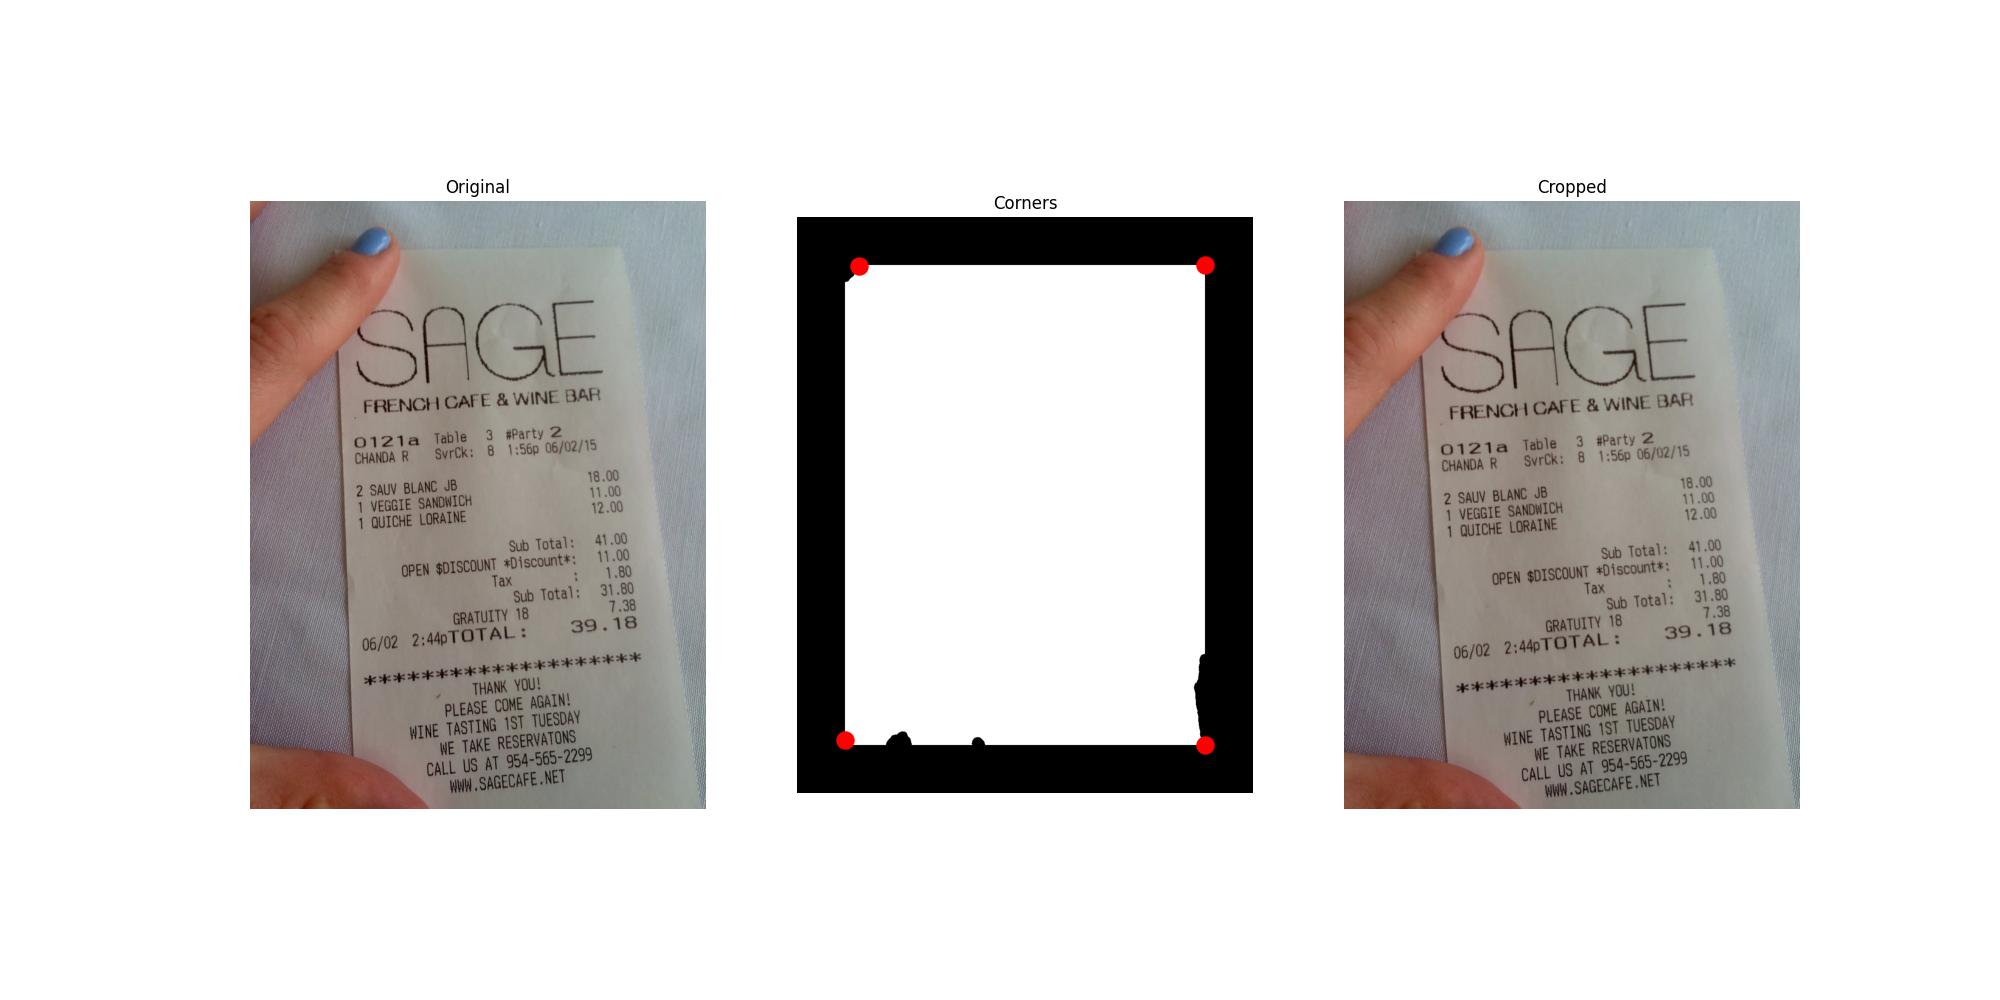 Original
SAGE
FRENCH CAFE & WINE BAR
0121a Table 3 #Party 2
CHANDA R SvrCk: 8 1:56p 06/02/15
2 SAUV BLANC JB 18.00
1 VEGGIE SANDWICH 11.00
1 QUICHE LORAINE 12.00
Sub Total: 41.00
OPEN $DISCOUNT *Discount*: 11.00
Tax : 1.80
Sub Total: 31.80
GRATUITY 18 7.38
06/02 2:44pTOTAL: 39.18
*******************
THANK YOU!
PLEASE COME AGAIN!
WINE TASTING 1ST TUESDAY
WE TAKE RESERVATONS
CALL US AT 954-565-2299
WWW.SAGECAFE.NET
Corners
Cropped
SAGE
FRENCH CAFE & WINE BAR
0121a Table 3 #Party 2
CHANDA R SvrCk: 8 1:56p 06/02/15
2 SAUV BLANC JB 18.00
1 VEGGIE SANDWICH 11.00
1 QUICHE LORAINE 12.00
Sub Total: 41.00
OPEN $DISCOUNT *Discount*: 11.00
Tax : 1.80
Sub Total: 31.80
GRATUITY 18 7.38
06/02 2:44pTOTAL: 39.18
*******************
THANK YOU!
PLEASE COME AGAIN!
WINE TASTING 1ST TUESDAY
WE TAKE RESERVATONS
CALL US AT 954-565-2299
WWW.SAGECAFE.NET